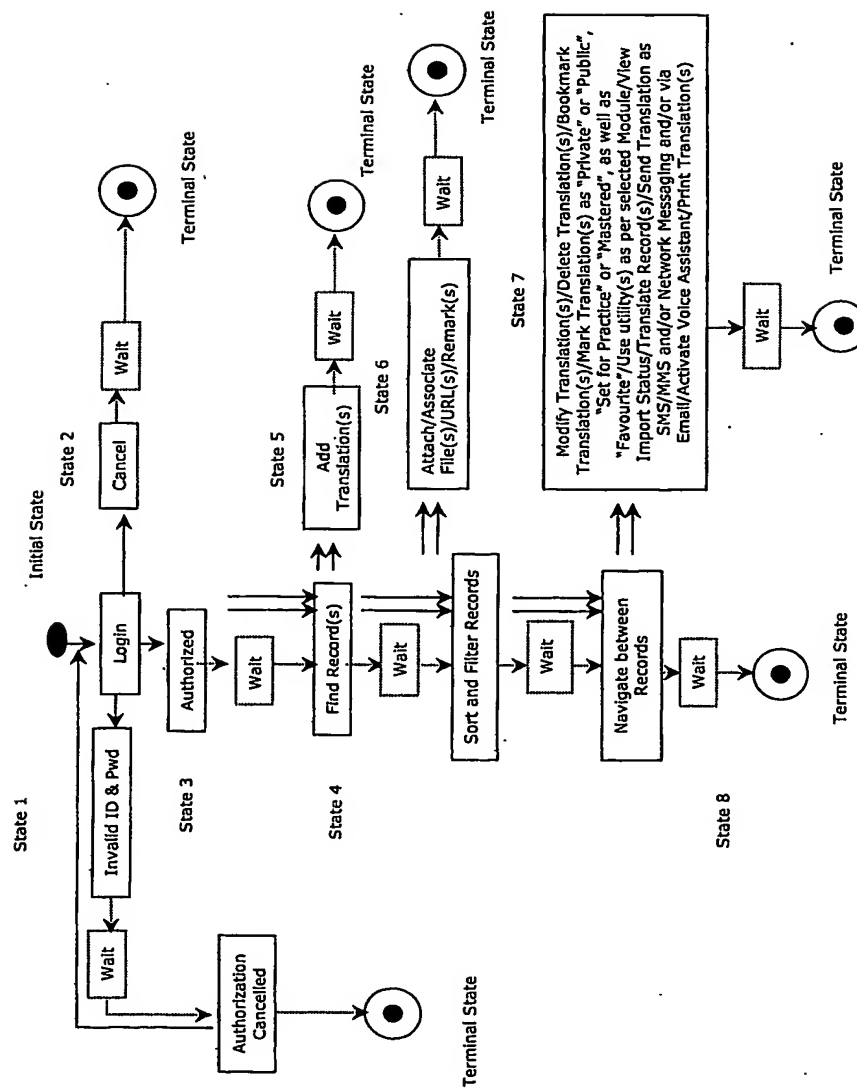 State 1
Initial State
State 2
Wait
Invalid ID & Pwd
Login
Cancel
Wait
State 3
Authorized
Terminal State
Authorization
Cancelled
Wait
State 5
State 4
Find Record(s)
Add
Translation(s)
Wait
Terminal State
State 6
Wait
Attach/Associate
File(s)/URL(s)/Remark(s)
Wait
Terminal State
Sort and Filter Records
Terminal State
State 7
Wait
Modify Translation(s)/Delete Translation(s)/Bookmark
Translation(s)/Mark Translation(s) as "Private" or "Public",
"Set for Practice" or "Mastered", as well as
"Favourite"/Use utility(s) as per selected Module/View
Import Status/Translate Record(s)/Send Translation as
SMS/MMS and/or Network Messaging and/or via
Email/Activate Voice Assistant/Print Translation(s)
Navigate between
Records
State 8
Wait
Wait
Terminal State
Terminal State